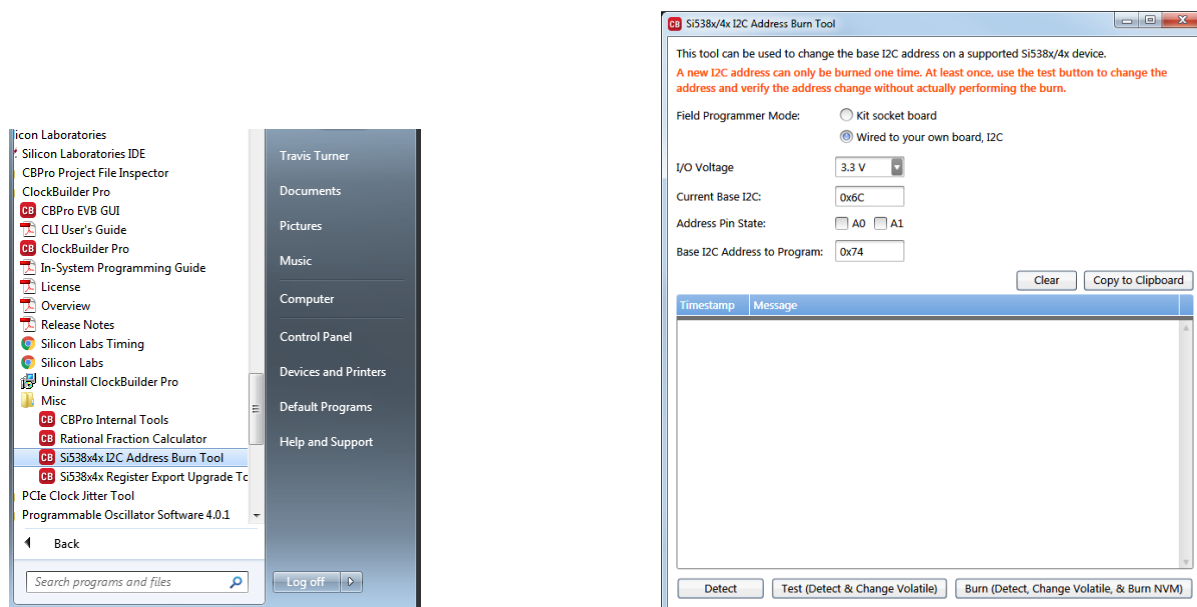 licon Laboratories
Silicon Laboratories IDE
CBPro Project File Inspector
ClockBuilder Pro
CB CBPro EVB GUI
CLI User's Guide
CB ClockBuilder Pro
In-System Programming Guide
License
Overview
Release Notes
Silicon Labs Timing
Silicon Labs
Uninstall ClockBuilder Pro
Misc
CB CBPro Internal Tools
CB Rational Fraction Calculator
CB Si538x4x I2C Address Burn Tool
CB Si538x4x Register Export Upgrade Tc
PCIe Clock Jitter Tool
Programmable Oscillator Software 4.0.1
Back
Search programs and files
Travis Turner
Documents
Pictures
Music
Computer
Control Panel
Devices and Printers
Default Programs
Help and Support
Log off
CB Si538x/4x I2C Address Burn Tool
This tool can be used to change the base I2C address on a supported Si538x/4x device.
A new I2C address can only be burned one time. At least once, use the test button to change the
address and verify the address change without actually performing the burn.
Field Programmer Mode: Kit socket board
Wired to your own board, I2C
I/O Voltage 3.3 V
Current Base I2C: 0x6C
Address Pin State: A0 A1
Base I2C Address to Program: 0x74
Clear Copy to Clipboard
Timestamp Message
Detect Test (Detect & Change Volatile) Burn (Detect, Change Volatile, & Burn NVM)